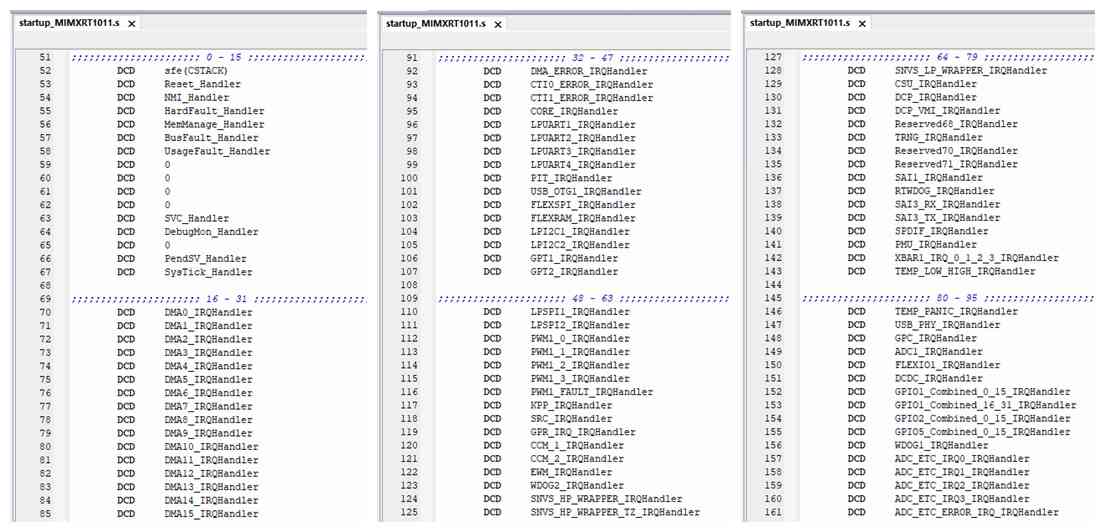 startup_MIMXRT1011.s ×
51 ;;;;;;;;;;;;;;;;;;;;;; 0 - 15 ;;;;;;;;;;;;;;;;;;;;
52 DCD sfe(CSTACK)
53 DCD Reset_Handler
54 DCD NMI_Handler
55 DCD HardFault_Handler
56 DCD MemManage_Handler
57 DCD BusFault_Handler
58 DCD UsageFault_Handler
59 DCD 0
60 DCD 0
61 DCD 0
62 DCD 0
63 DCD SVC_Handler
64 DCD DebugMon_Handler
65 DCD 0
66 DCD PendSV_Handler
67 DCD SysTick_Handler
68
69 ;;;;;;;;;;;;;;;;;;;;;; 16 - 31 ;;;;;;;;;;;;;;;;;;;
70 DCD DMA0_IRQHandler
71 DCD DMA1_IRQHandler
72 DCD DMA2_IRQHandler
73 DCD DMA3_IRQHandler
74 DCD DMA4_IRQHandler
75 DCD DMA5_IRQHandler
76 DCD DMA6_IRQHandler
77 DCD DMA7_IRQHandler
78 DCD DMA8_IRQHandler
79 DCD DMA9_IRQHandler
80 DCD DMA10_IRQHandler
81 DCD DMA11_IRQHandler
82 DCD DMA12_IRQHandler
83 DCD DMA13_IRQHandler
84 DCD DMA14_IRQHandler
85 DCD DMA15_IRQHandler
startup_MIMXRT1011.s ×
91 ;;;;;;;;;;;;;;;;;;;;;; 32 - 47 ;;;;;;;;;;;;;;;;;;;
92 DCD DMA_ERROR_IRQHandler
93 DCD CTI0_ERROR_IRQHandler
94 DCD CTI1_ERROR_IRQHandler
95 DCD CORE_IRQHandler
96 DCD LPUART1_IRQHandler
97 DCD LPUART2_IRQHandler
98 DCD LPUART3_IRQHandler
99 DCD LPUART4_IRQHandler
100 DCD PIT_IRQHandler
101 DCD USB_OTG1_IRQHandler
102 DCD FLEXSPI_IRQHandler
103 DCD FLEXRAM_IRQHandler
104 DCD LPI2C1_IRQHandler
105 DCD LPI2C2_IRQHandler
106 DCD GPT1_IRQHandler
107 DCD GPT2_IRQHandler
108
109 ;;;;;;;;;;;;;;;;;;;;;; 48 - 63 ;;;;;;;;;;;;;;;;;;;
110 DCD LPSPI1_IRQHandler
111 DCD LPSPI2_IRQHandler
112 DCD PWM1_0_IRQHandler
113 DCD PWM1_1_IRQHandler
114 DCD PWM1_2_IRQHandler
115 DCD PWM1_3_IRQHandler
116 DCD PWM1_FAULT_IRQHandler
117 DCD KPP_IRQHandler
118 DCD SRC_IRQHandler
119 DCD GPR_IRQ_IRQHandler
120 DCD CCM_1_IRQHandler
121 DCD CCM_2_IRQHandler
122 DCD EWM_IRQHandler
123 DCD WDOG2_IRQHandler
124 DCD SNVS_HP_WRAPPER_IRQHandler
125 DCD SNVS_HP_WRAPPER_TZ_IRQHandler
startup_MIMXRT1011.s ×
127 ;;;;;;;;;;;;;;;;;;;;;; 64 - 79 ;;;;;;;;;;;;;;;;;;;
128 DCD SNVS_LP_WRAPPER_IRQHandler
129 DCD CSU_IRQHandler
130 DCD DCP_IRQHandler
131 DCD DCP_VMI_IRQHandler
132 DCD Reserved68_IRQHandler
133 DCD TRNG_IRQHandler
134 DCD Reserved70_IRQHandler
135 DCD Reserved71_IRQHandler
136 DCD SAI1_IRQHandler
137 DCD RTWDOG_IRQHandler
138 DCD SAI3_RX_IRQHandler
139 DCD SAI3_TX_IRQHandler
140 DCD SPDIF_IRQHandler
141 DCD PMU_IRQHandler
142 DCD XBAR1_IRQ_0_1_2_3_IRQHandler
143 DCD TEMP_LOW_HIGH_IRQHandler
144
145 ;;;;;;;;;;;;;;;;;;;;;; 80 - 95 ;;;;;;;;;;;;;;;;;;;
146 DCD TEMP_PANIC_IRQHandler
147 DCD USB_PHY_IRQHandler
148 DCD GPC_IRQHandler
149 DCD ADC1_IRQHandler
150 DCD FLEXIO1_IRQHandler
151 DCD DCDC_IRQHandler
152 DCD GPIO1_Combined_0_15_IRQHandler
153 DCD GPIO1_Combined_16_31_IRQHandler
154 DCD GPIO2_Combined_0_15_IRQHandler
155 DCD GPIO5_Combined_0_15_IRQHandler
156 DCD WDOG1_IRQHandler
157 DCD ADC_ETC_IRQ0_IRQHandler
158 DCD ADC_ETC_IRQ1_IRQHandler
159 DCD ADC_ETC_IRQ2_IRQHandler
160 DCD ADC_ETC_IRQ3_IRQHandler
161 DCD ADC_ETC_ERROR_IRQ_IRQHandler